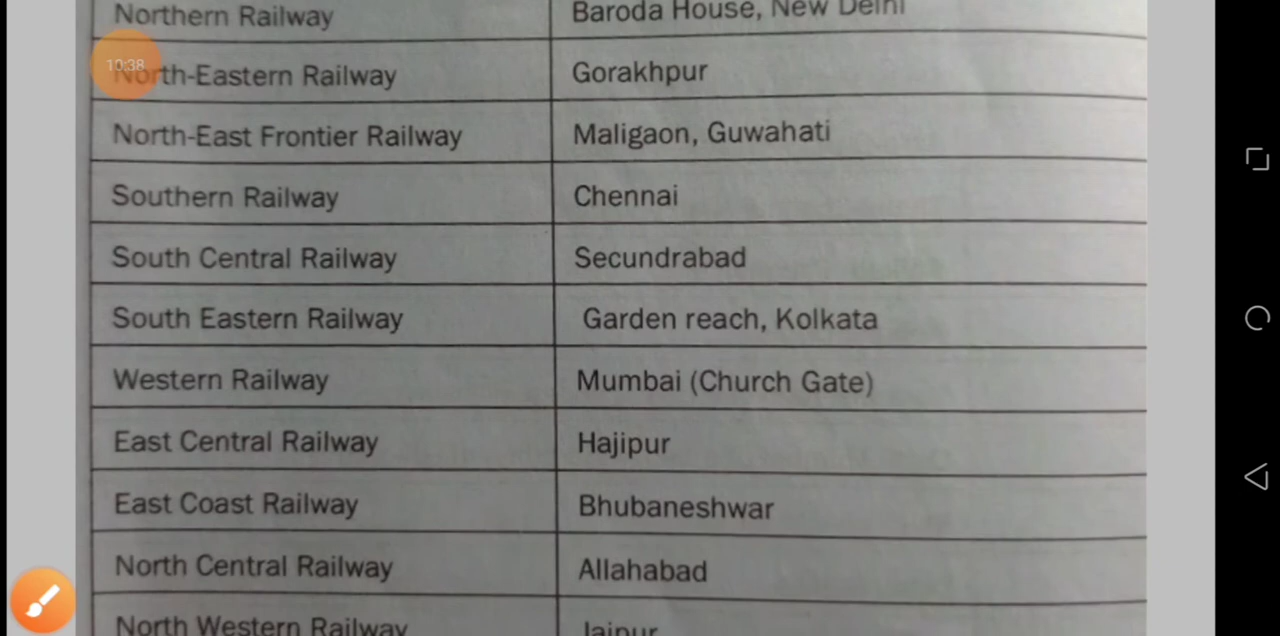 Northern Railway Baroda House, New Delhi
10:38
North-Eastern Railway Gorakhpur
North-East Frontier Railway Maligaon, Guwahati
Southern Railway Chennai
South Central Railway Secundrabad
South Eastern Railway Garden reach, Kolkata
Western Railway Mumbai (Church Gate)
East Central Railway Hajipur
East Coast Railway Bhubaneshwar
North Central Railway Allahabad
North Western Railway Jaipur